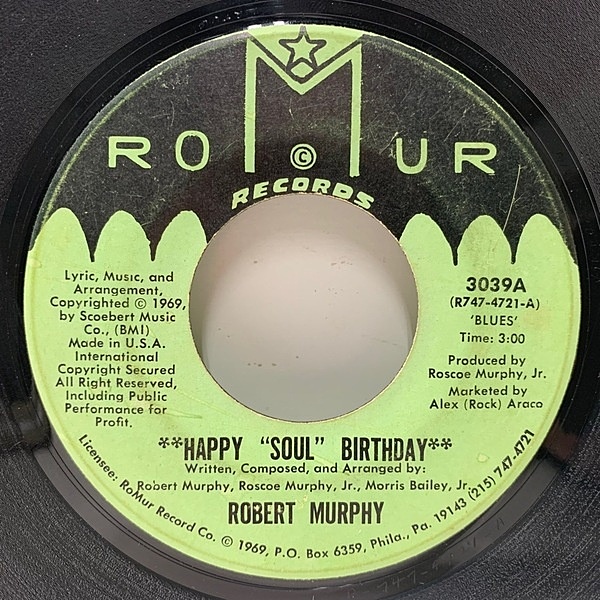 RO M UR
©
RECORDS
Lyric, Music, and
Arrangement,
Copyrighted © 1969,
by Scoebert Music
Co., (BMI)
Made in U.S.A.
International
Copyright Secured
All Right Reserved,
Including Public
Performance for
Profit.
3039A
(R747-4721-A)
'BLUES'
Time: 3:00
Produced by
Roscoe Murphy, Jr.
Marketed by
Alex (Rock) Araco
**HAPPY "SOUL" BIRTHDAY**
Written, Composed, and Arranged by:
Robert Murphy, Roscoe Murphy, Jr., Morris Bailey, Jr.
ROBERT MURPHY
Licensee: RoMur Record Co. © 1969, P.O. Box 6359, Phila., Pa. 19143 (215) 747-4721